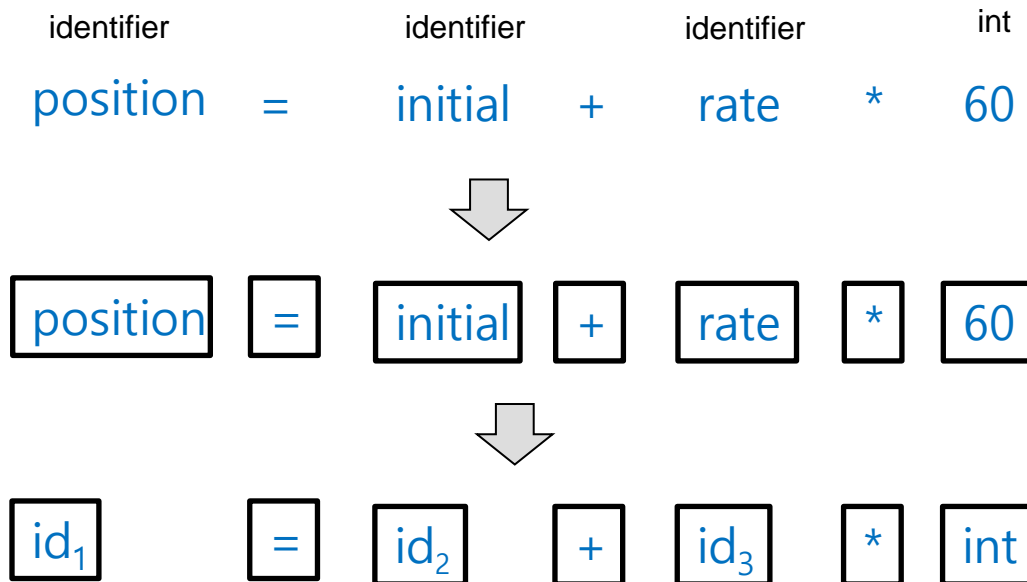 identifier identifier identifier int
position = initial + rate * 60
position = initial + rate * 60
id₁ = id₂ + id₃ * int